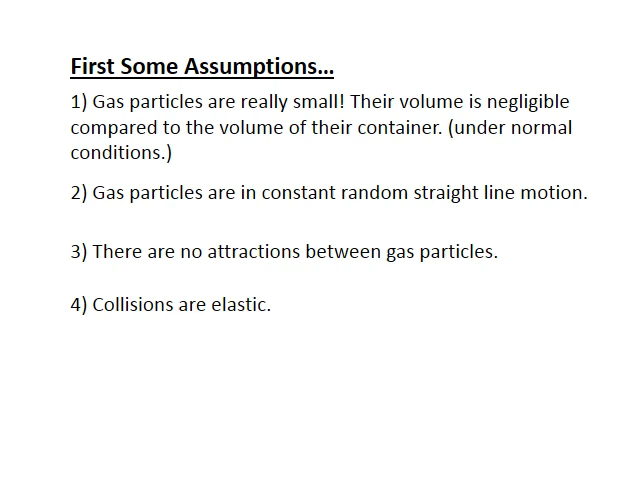 First Some Assumptions…
1) Gas particles are really small! Their volume is negligible
compared to the volume of their container. (under normal
conditions.)
2) Gas particles are in constant random straight line motion.
3) There are no attractions between gas particles.
4) Collisions are elastic.